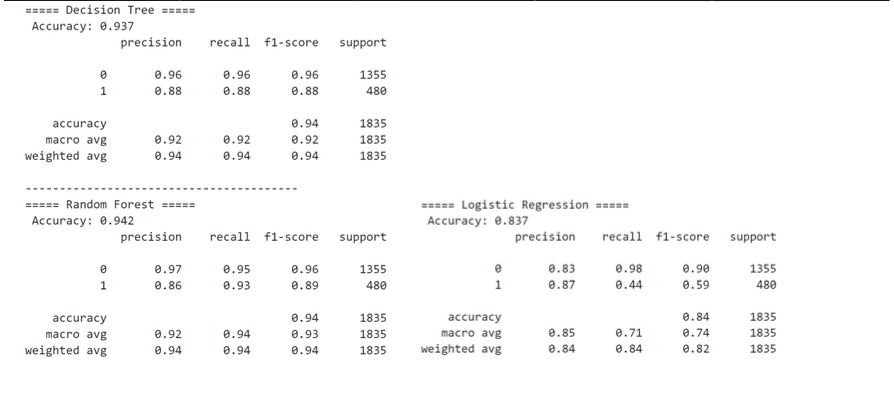 ===== Decision Tree =====
Accuracy: 0.937
precision recall f1-score support
0 0.96 0.96 0.96 1355
1 0.88 0.88 0.88 480
accuracy 0.94 1835
macro avg 0.92 0.92 0.92 1835
weighted avg 0.94 0.94 0.94 1835
----------------------------------------
===== Random Forest =====
Accuracy: 0.942
precision recall f1-score support
0 0.97 0.95 0.96 1355
1 0.86 0.93 0.89 480
accuracy 0.94 1835
macro avg 0.92 0.94 0.93 1835
weighted avg 0.94 0.94 0.94 1835
===== Logistic Regression =====
Accuracy: 0.837
precision recall f1-score support
0 0.83 0.98 0.90 1355
1 0.87 0.44 0.59 480
accuracy 0.84 1835
macro avg 0.85 0.71 0.74 1835
weighted avg 0.84 0.84 0.82 1835